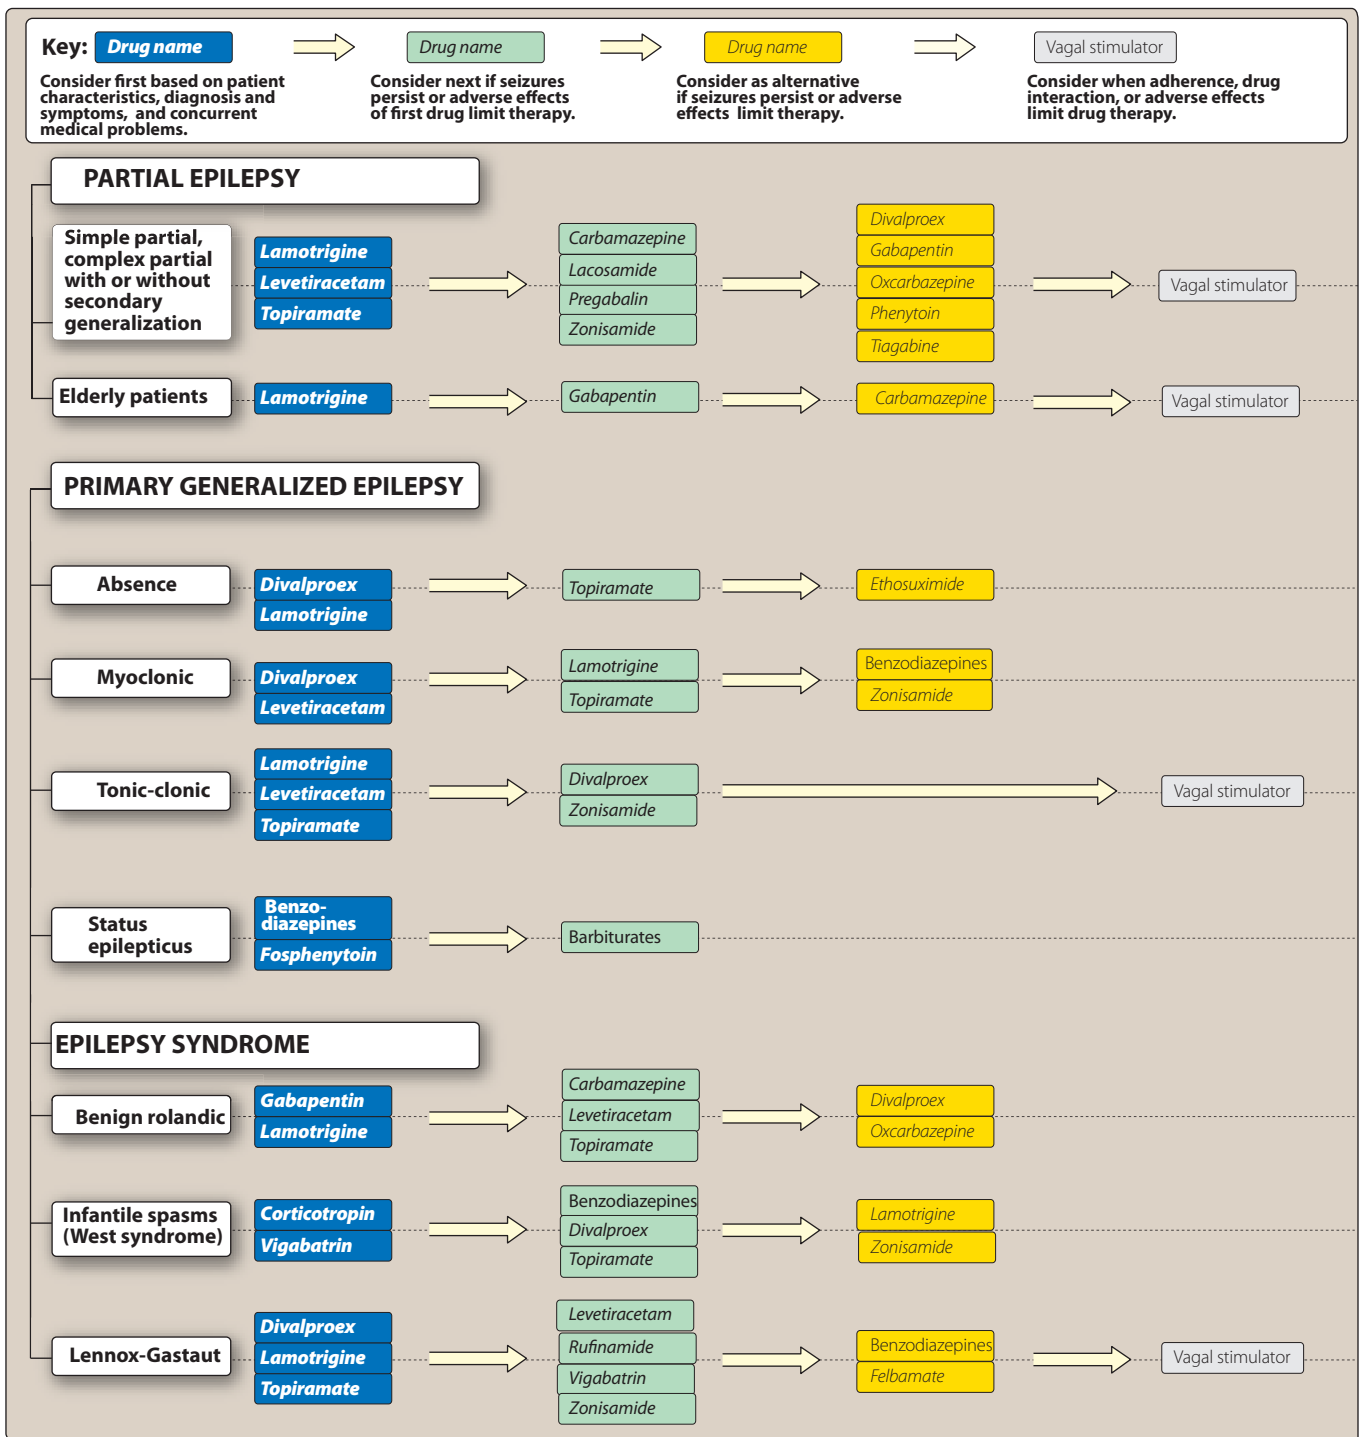 Key:
Drug name
Drug name
Drug name
Vagal stimulator
Consider first based on patient
characteristics, diagnosis and
symptoms, and concurrent
medical problems.
Consider next if seizures
persist or adverse effects
of first drug limit therapy.
Consider as alternative
if seizures persist or adverse
effects limit therapy.
Consider when adherence, drug
interaction, or adverse effects
limit drug therapy.
PARTIAL EPILEPSY
Simple partial,
complex partial
with or without
secondary
generalization
Lamotrigine
Levetiracetam
Topiramate
Carbamazepine
Lacosamide
Pregabalin
Zonisamide
Divalproex
Gabapentin
Oxcarbazepine
Phenytoin
Tiagabine
Vagal stimulator
Elderly patients
Lamotrigine
Gabapentin
Carbamazepine
Vagal stimulator
PRIMARY GENERALIZED EPILEPSY
Absence
Divalproex
Lamotrigine
Topiramate
Ethosuximide
Myoclonic
Divalproex
Levetiracetam
Lamotrigine
Topiramate
Benzodiazepines
Zonisamide
Tonic-clonic
Lamotrigine
Levetiracetam
Topiramate
Divalproex
Zonisamide
Vagal stimulator
Status
epilepticus
Benzo-
diazepines
Fosphenytoin
Barbiturates
EPILEPSY SYNDROME
Benign rolandic
Gabapentin
Lamotrigine
Carbamazepine
Levetiracetam
Topiramate
Divalproex
Oxcarbazepine
Infantile spasms
(West syndrome)
Corticotropin
Vigabatrin
Benzodiazepines
Divalproex
Topiramate
Lamotrigine
Zonisamide
Lennox-Gastaut
Divalproex
Lamotrigine
Topiramate
Levetiracetam
Rufinamide
Vigabatrin
Zonisamide
Benzodiazepines
Felbamate
Vagal stimulator